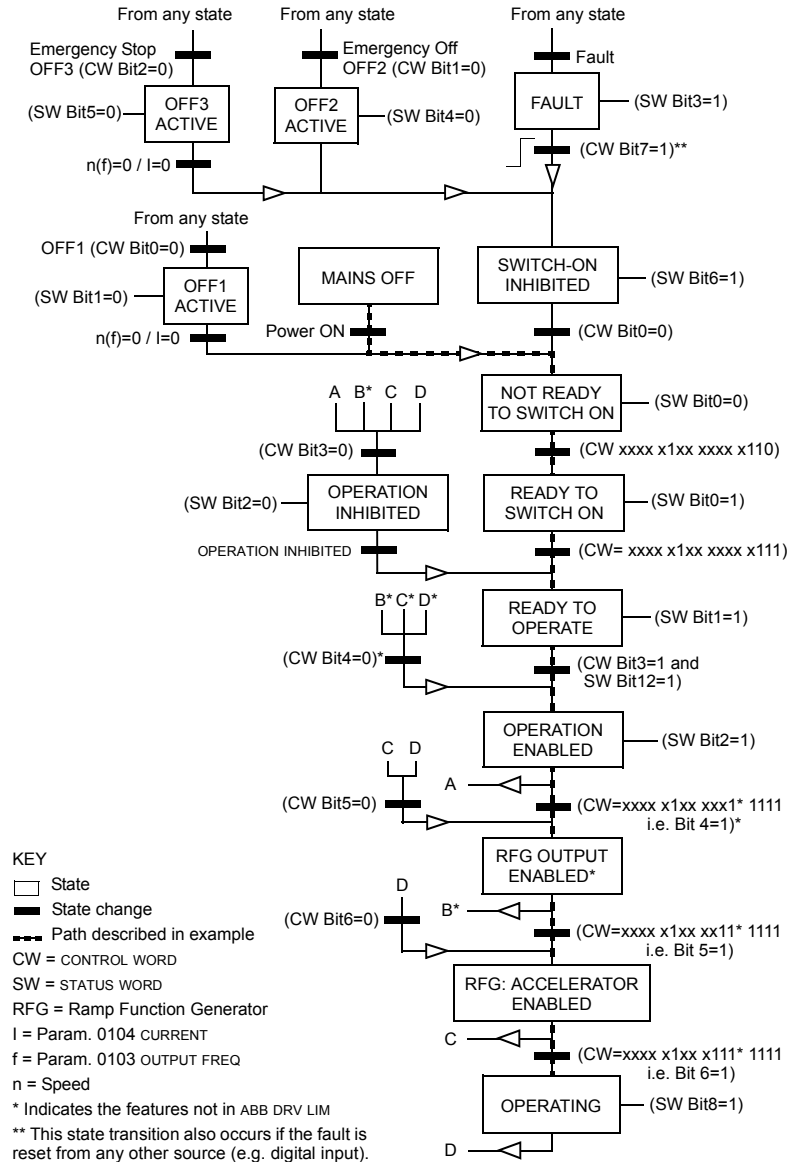 From any state
From any state
From any state
Emergency Stop
OFF3 (CW Bit2=0)
Emergency Off
OFF2 (CW Bit1=0)
Fault
(SW Bit5=0)
OFF3
ACTIVE
OFF2
ACTIVE
(SW Bit4=0)
FAULT
(SW Bit3=1)
n(f)=0 / I=0
(CW Bit7=1)**
From any state
OFF1 (CW Bit0=0)
(SW Bit1=0)
OFF1
ACTIVE
MAINS OFF
SWITCH-ON
INHIBITED
(SW Bit6=1)
n(f)=0 / I=0
Power ON
(CW Bit0=0)
A B* C D
NOT READY
TO SWITCH ON
(SW Bit0=0)
(CW Bit3=0)
(CW xxxx x1xx xxxx x110)
(SW Bit2=0)
OPERATION
INHIBITED
READY TO
SWITCH ON
(SW Bit0=1)
OPERATION INHIBITED
(CW= xxxx x1xx xxxx x111)
B* C* D*
READY TO
OPERATE
(SW Bit1=1)
(CW Bit4=0)*
(CW Bit3=1 and
SW Bit12=1)
OPERATION
ENABLED
(SW Bit2=1)
C D
A
(CW Bit5=0)
(CW=xxxx x1xx xxx1* 1111
i.e. Bit 4=1)*
RFG OUTPUT
ENABLED*
D
B*
(CW Bit6=0)
(CW=xxxx x1xx xx11* 1111
i.e. Bit 5=1)
RFG: ACCELERATOR
ENABLED
C
(CW=xxxx x1xx x111* 1111
i.e. Bit 6=1)
OPERATING
(SW Bit8=1)
D
KEY
State
State change
Path described in example
CW = CONTROL WORD
SW = STATUS WORD
RFG = Ramp Function Generator
I = Param. 0104 CURRENT
f = Param. 0103 OUTPUT FREQ
n = Speed
* Indicates the features not in ABB DRV LIM
** This state transition also occurs if the fault is
reset from any other source (e.g. digital input).